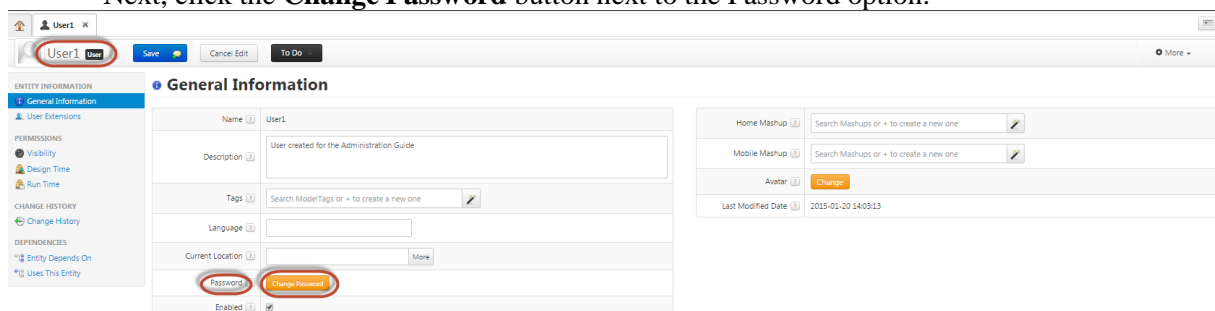 Next, click the Change Password button next to the Password option.
User1 ×
User1 User Save Cancel Edit To Do More
ENTITY INFORMATION
General Information
User Extensions
PERMISSIONS
Visibility
Design Time
Run Time
CHANGE HISTORY
Change History
DEPENDENCIES
Entity Depends On
Uses This Entity
General Information
Name ? User1
Description ? User created for the Administration Guide
Tags ? Search ModelTags or + to create a new one
Language ?
Current Location ? More
Password ? Change Password
Enabled ?
Home Mashup ? Search Mashups or + to create a new one
Mobile Mashup ? Search Mashups or + to create a new one
Avatar ? Change
Last Modified Date ? 2015-01-20 14:03:13